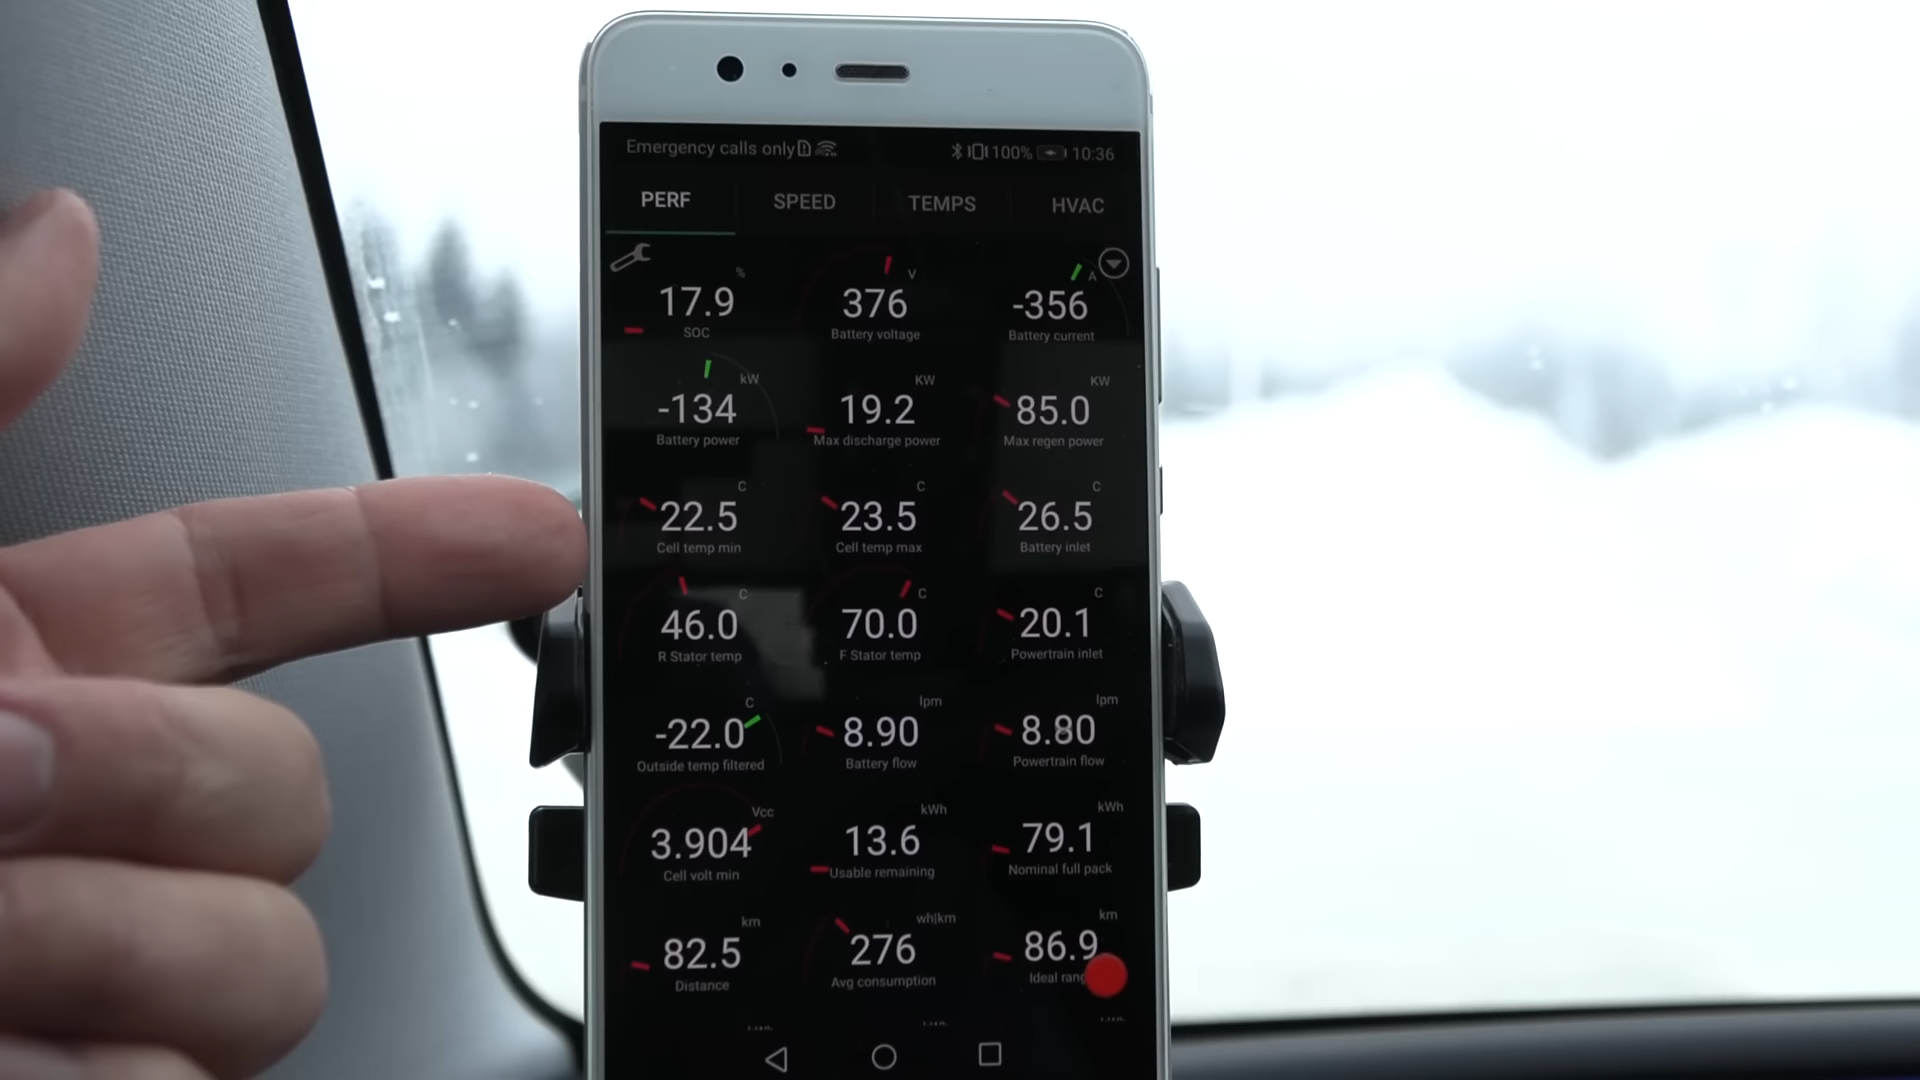 Emergency calls only 100% 10:36
PERF SPEED TEMPS HVAC
% V A
17.9 376 -356
SOC Battery voltage Battery current
kW KW KW
-134 19.2 85.0
Battery power Max discharge power Max regen power
C C C
22.5 23.5 26.5
Cell temp min Cell temp max Battery inlet
C C C
46.0 70.0 20.1
R Stator temp F Stator temp Powertrain inlet
C lpm lpm
-22.0 8.90 8.80
Outside temp filtered Battery flow Powertrain flow
Vcc kWh kWh
3.904 13.6 79.1
Cell volt min Usable remaining Nominal full pack
km wh|km km
82.5 276 86.9
Distance Avg consumption Ideal rang